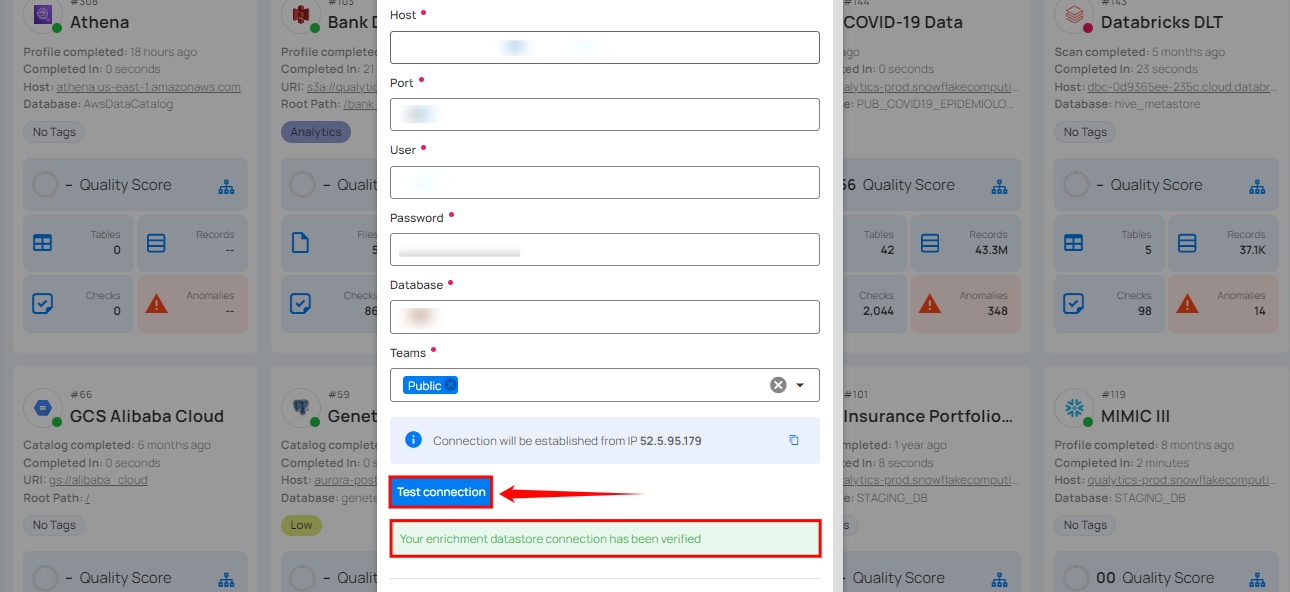 #308
Athena
Profile completed: 18 hours ago
Completed In: 0 seconds
Host: athena.us-east-1.amazonaws.com
Database: AwsDataCatalog
No Tags
– Quality Score
Tables
0
Records
--
Checks
0
Anomalies
--
#103
Bank D
Profile complete
Completed In: 21
URI: s3a://qualytic
Root Path: /bank
Analytics
– Qualit
Files
5
Checks
86
Host
Port
User
Password
Database
Teams
Public
Connection will be established from IP 52.5.95.179
Test connection
Your enrichment datastore connection has been verified
#144
COVID-19 Data
ago
0 seconds
alytics-prod.snowflakecomputi...
e: PUB_COVID19_EPIDEMIOLO...
56 Quality Score
Tables
42
Records
43.3M
Checks
2,044
Anomalies
348
#143
Databricks DLT
Scan completed: 5 months ago
Completed In: 23 seconds
Host: dbc-0d9365ee-235c.cloud.databr...
Database: hive_metastore
No Tags
– Quality Score
Tables
5
Records
37.1K
Checks
98
Anomalies
14
#66
GCS Alibaba Cloud
Catalog completed: 6 months ago
Completed In: 0 seconds
URI: gs://alibaba_cloud
Root Path: /
No Tags
– Quality Score
#59
Genet
Catalog complete
Completed In: 0 s
Host: aurora-post
Database: genete
Low
– Qualit
#101
Insurance Portfolio...
mpleted: 1 year ago
8 seconds
alytics-prod.snowflakecomputi...
e: STAGING_DB
s
– Quality Score
#119
MIMIC III
Profile completed: 8 months ago
Completed In: 2 minutes
Host: qualytics-prod.snowflakecomputi...
Database: STAGING_DB
No Tags
00 Quality Score